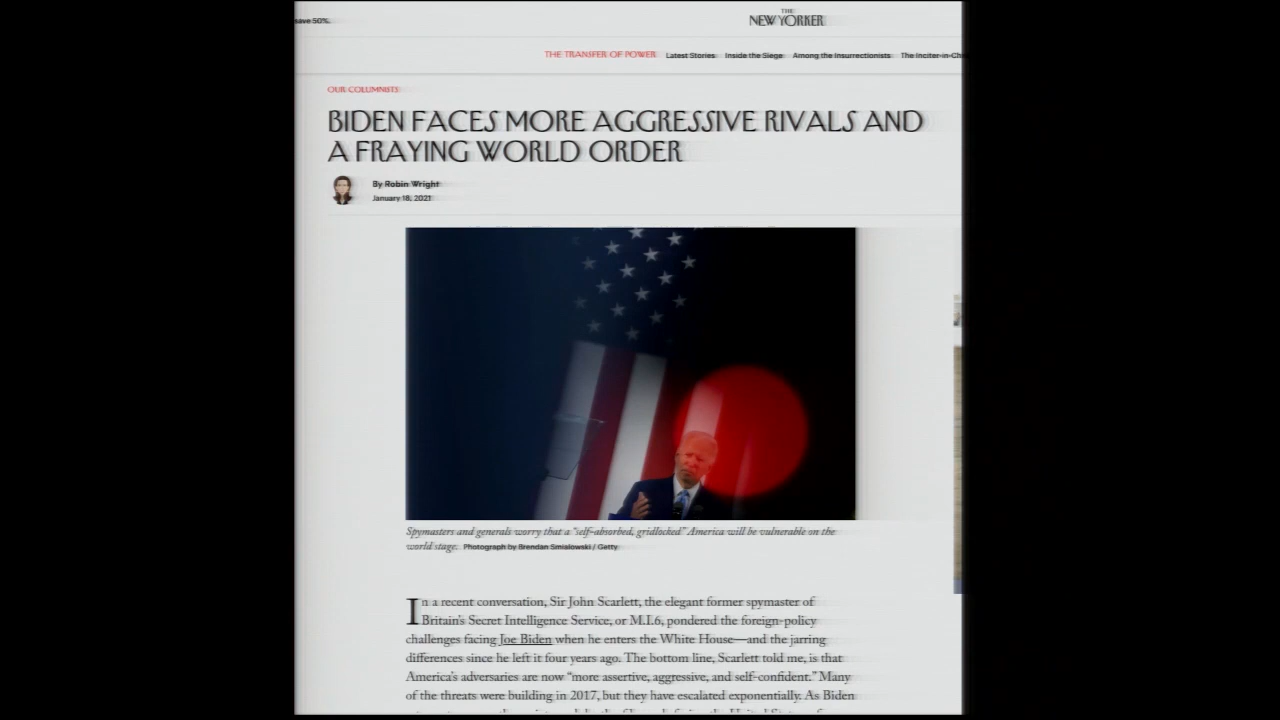 save 50%.
THE
NEW YORKER
THE TRANSFER OF POWER Latest Stories Inside the Siege Among the Insurrectionists The Inciter-in-Ch
OUR COLUMNISTS
BIDEN FACES MORE AGGRESSIVE RIVALS AND
A FRAYING WORLD ORDER
By Robin Wright
January 18, 2021
Spymasters and generals worry that a “self-absorbed, gridlocked” America will be vulnerable on the
world stage. Photograph by Brendan Smialowski / Getty
In a recent conversation, Sir John Scarlett, the elegant former spymaster of
Britain’s Secret Intelligence Service, or M.I.6, pondered the foreign-policy
challenges facing Joe Biden when he enters the White House—and the jarring
differences since he left it four years ago. The bottom line, Scarlett told me, is that
America’s adversaries are now “more assertive, aggressive, and self-confident.” Many
of the threats were building in 2017, but they have escalated exponentially. As Biden